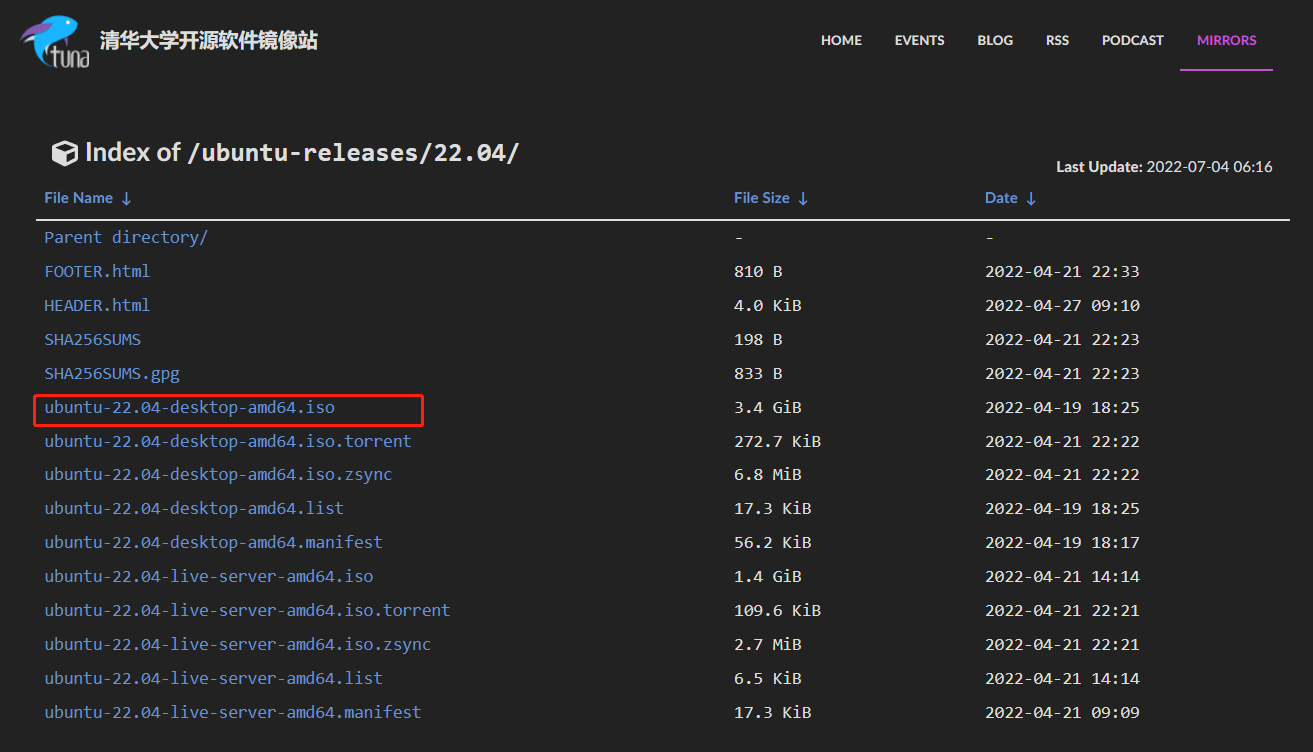 tuna 清华大学开源软件镜像站 HOME EVENTS BLOG RSS PODCAST MIRRORS
Index of /ubuntu-releases/22.04/
Last Update: 2022-07-04 06:16
File Name ↓ File Size ↓ Date ↓
Parent directory/ - -
FOOTER.html 810 B 2022-04-21 22:33
HEADER.html 4.0 KiB 2022-04-27 09:10
SHA256SUMS 198 B 2022-04-21 22:23
SHA256SUMS.gpg 833 B 2022-04-21 22:23
ubuntu-22.04-desktop-amd64.iso 3.4 GiB 2022-04-19 18:25
ubuntu-22.04-desktop-amd64.iso.torrent 272.7 KiB 2022-04-21 22:22
ubuntu-22.04-desktop-amd64.iso.zsync 6.8 MiB 2022-04-21 22:22
ubuntu-22.04-desktop-amd64.list 17.3 KiB 2022-04-19 18:25
ubuntu-22.04-desktop-amd64.manifest 56.2 KiB 2022-04-19 18:17
ubuntu-22.04-live-server-amd64.iso 1.4 GiB 2022-04-21 14:14
ubuntu-22.04-live-server-amd64.iso.torrent 109.6 KiB 2022-04-21 22:21
ubuntu-22.04-live-server-amd64.iso.zsync 2.7 MiB 2022-04-21 22:21
ubuntu-22.04-live-server-amd64.list 6.5 KiB 2022-04-21 14:14
ubuntu-22.04-live-server-amd64.manifest 17.3 KiB 2022-04-21 09:09